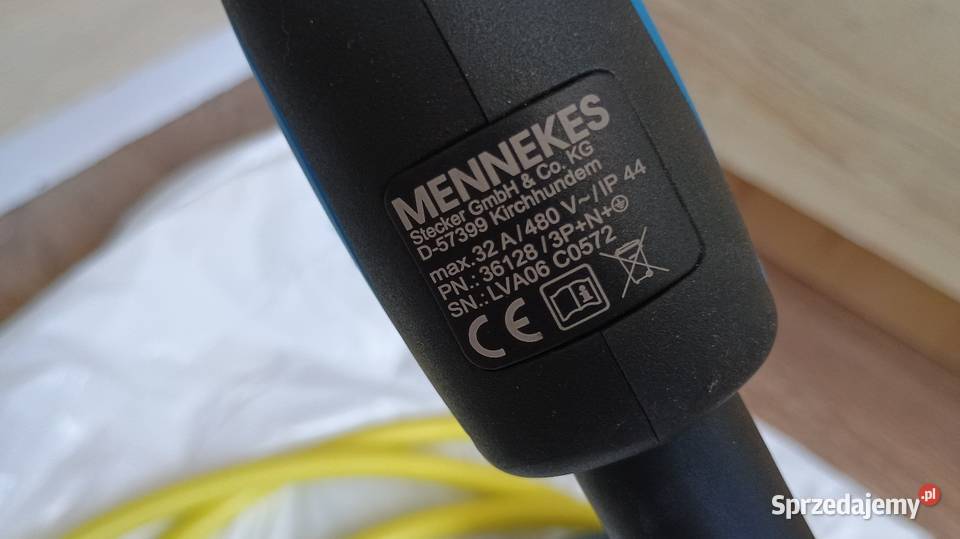 MENNEKES
Stecker GmbH & Co. KG
D-57399 Kirchhundem
max. 32 A / 480 V~ / IP 44
PN.: 36128 / 3P+N+⏚
SN.: LVA06 C0572
CE
Sprzedajemy.pl